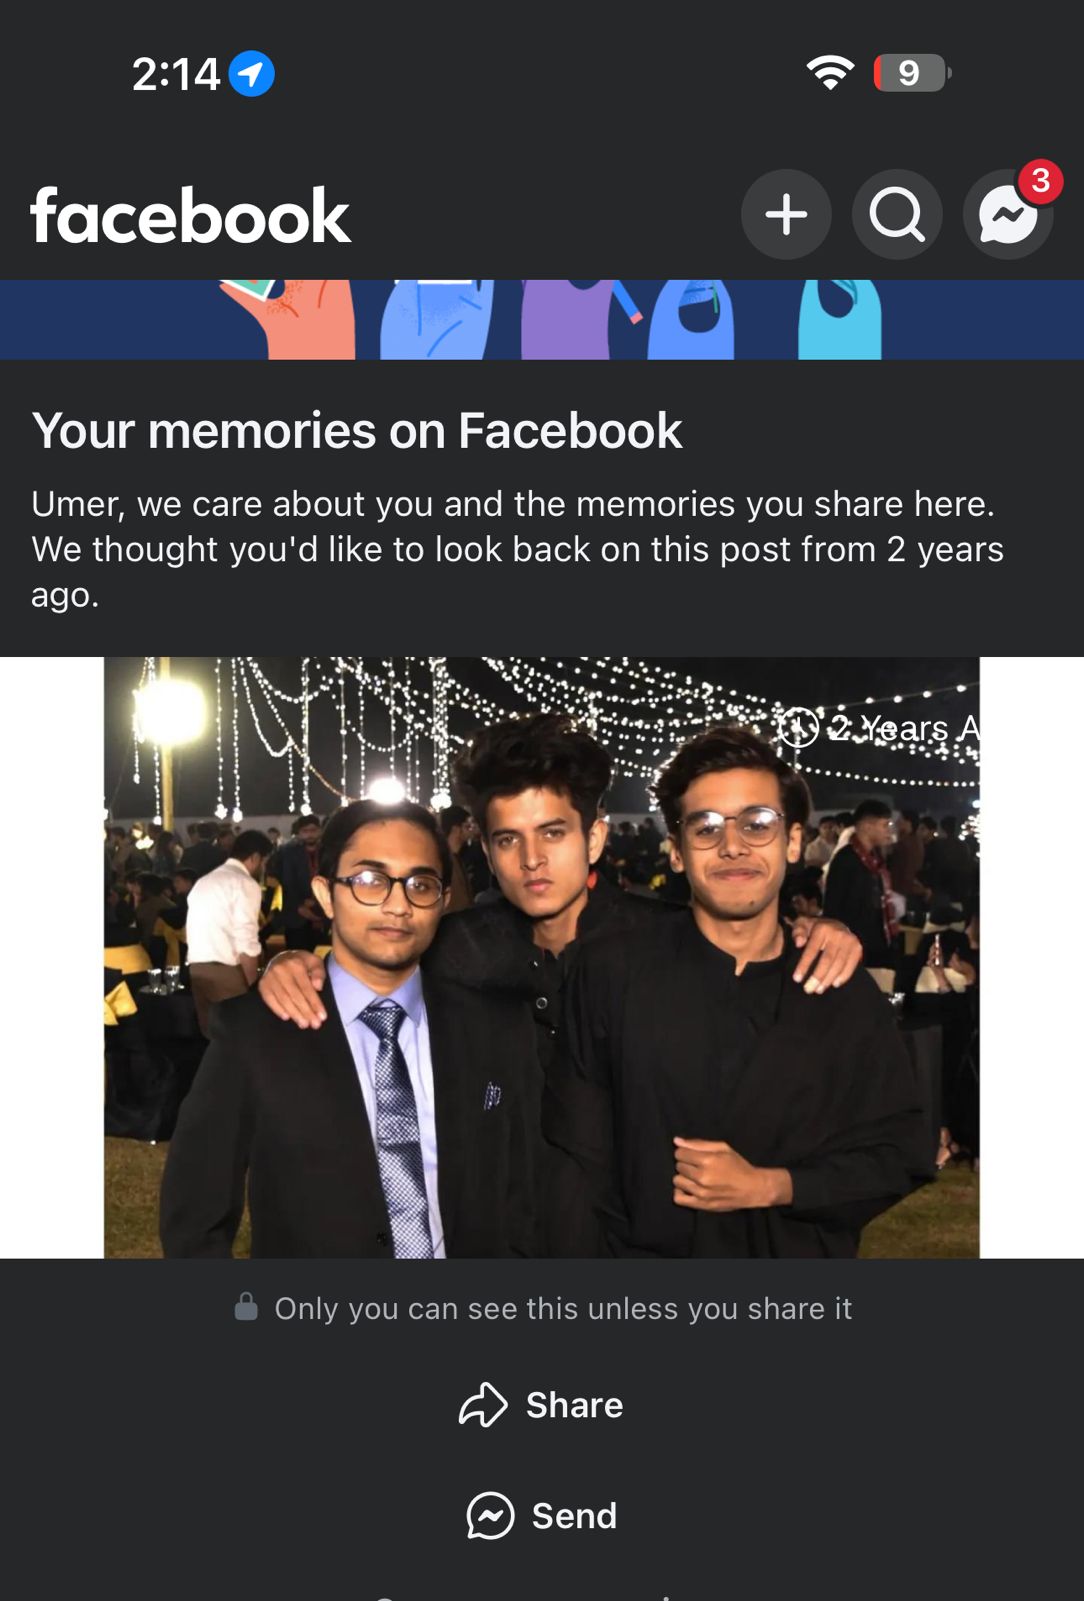 2:14
9
facebook
3
Your memories on Facebook
Umer, we care about you and the memories you share here.
We thought you'd like to look back on this post from 2 years
ago.
2 Years A
Only you can see this unless you share it
Share
Send